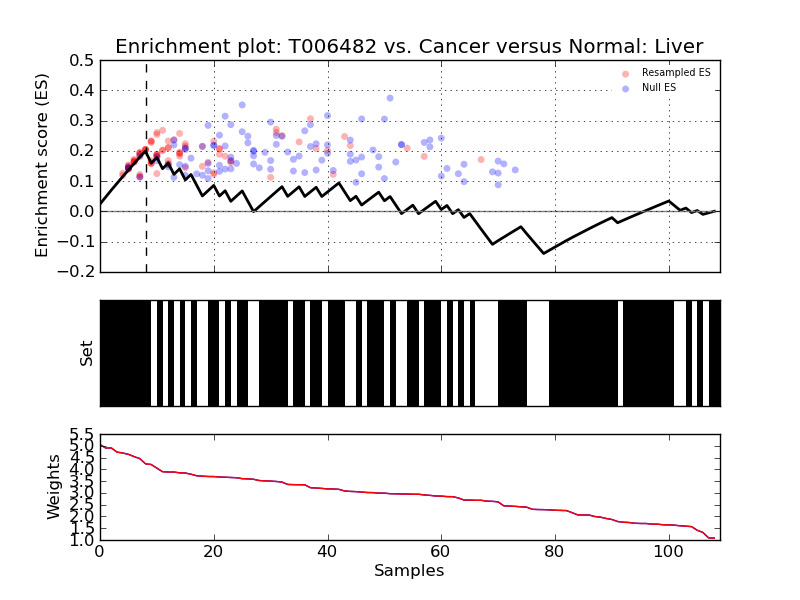 Enrichment plot: T006482 vs. Cancer versus Normal: Liver
0.5
0.4
0.3
0.2
0.1
0.0
−0.1
−0.2
Enrichment score (ES)
Resampled ES
Null ES
Set
5.5
5.0
4.5
4.0
3.5
3.0
2.5
2.0
1.5
1.0
Weights
0 20 40 60 80 100
Samples